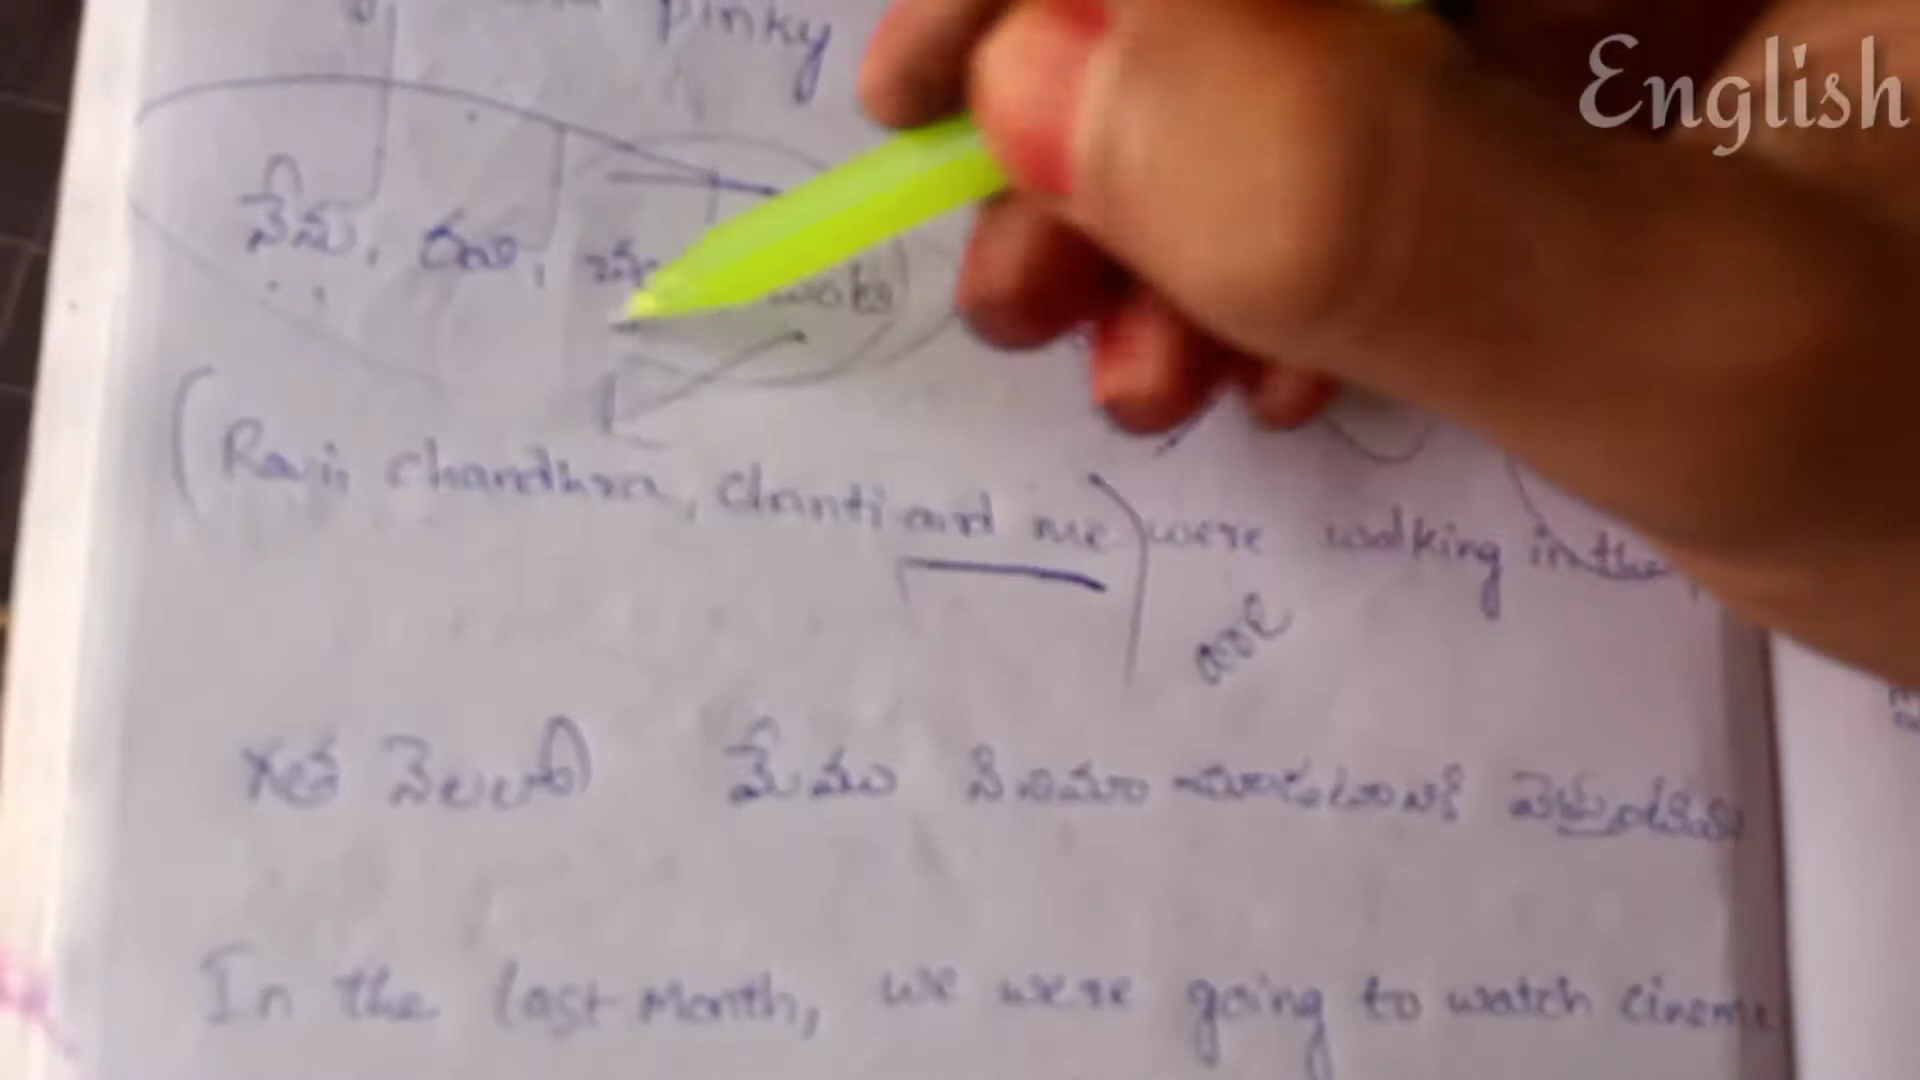 pinky
English
నేను, రవి,
(Ravi, chandhra, chanti and me) were walking in the
are
గత నెలలో మేము సినిమా చూడటానికి వెళ్తుంటిమి
In the last Month, we were going to watch cinema